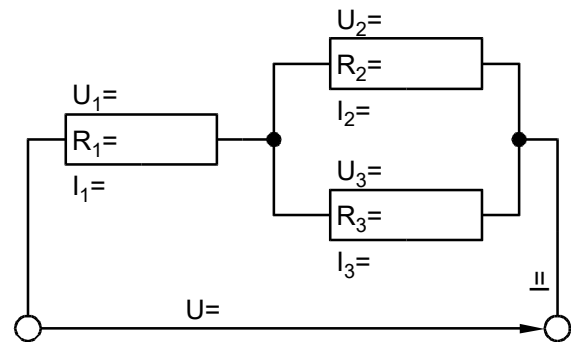 U₂=
R₂=
I₂=
U₁=
R₁=
I₁=
U₃=
R₃=
I₃=
I=
U=